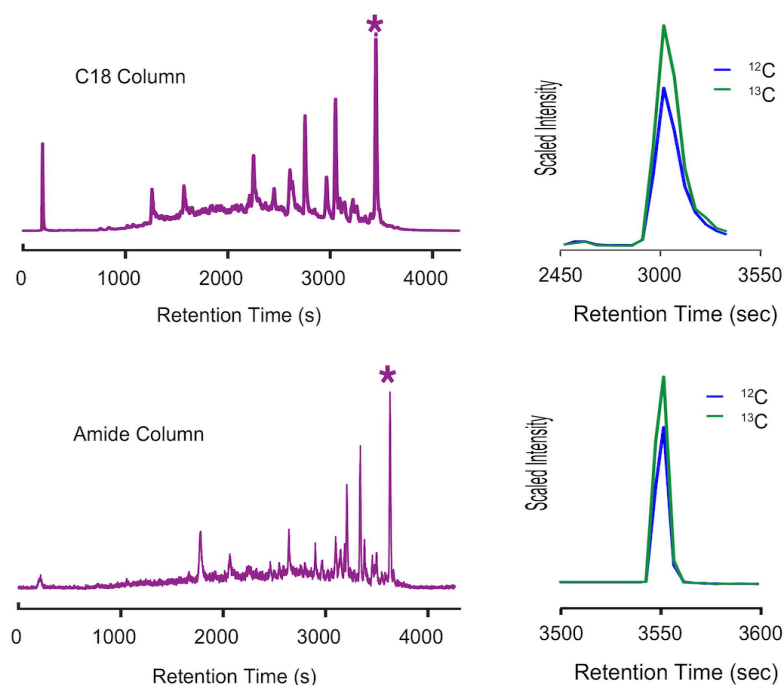 *
C18 Column
0 1000 2000 3000 4000
Retention Time (s)
Scaled Intensity
¹²C
¹³C
2450 3000 3550
Retention Time (sec)
*
Amide Column
0 1000 2000 3000 4000
Retention Time (s)
Scaled Intensity
¹²C
¹³C
3500 3550 3600
Retention Time (sec)